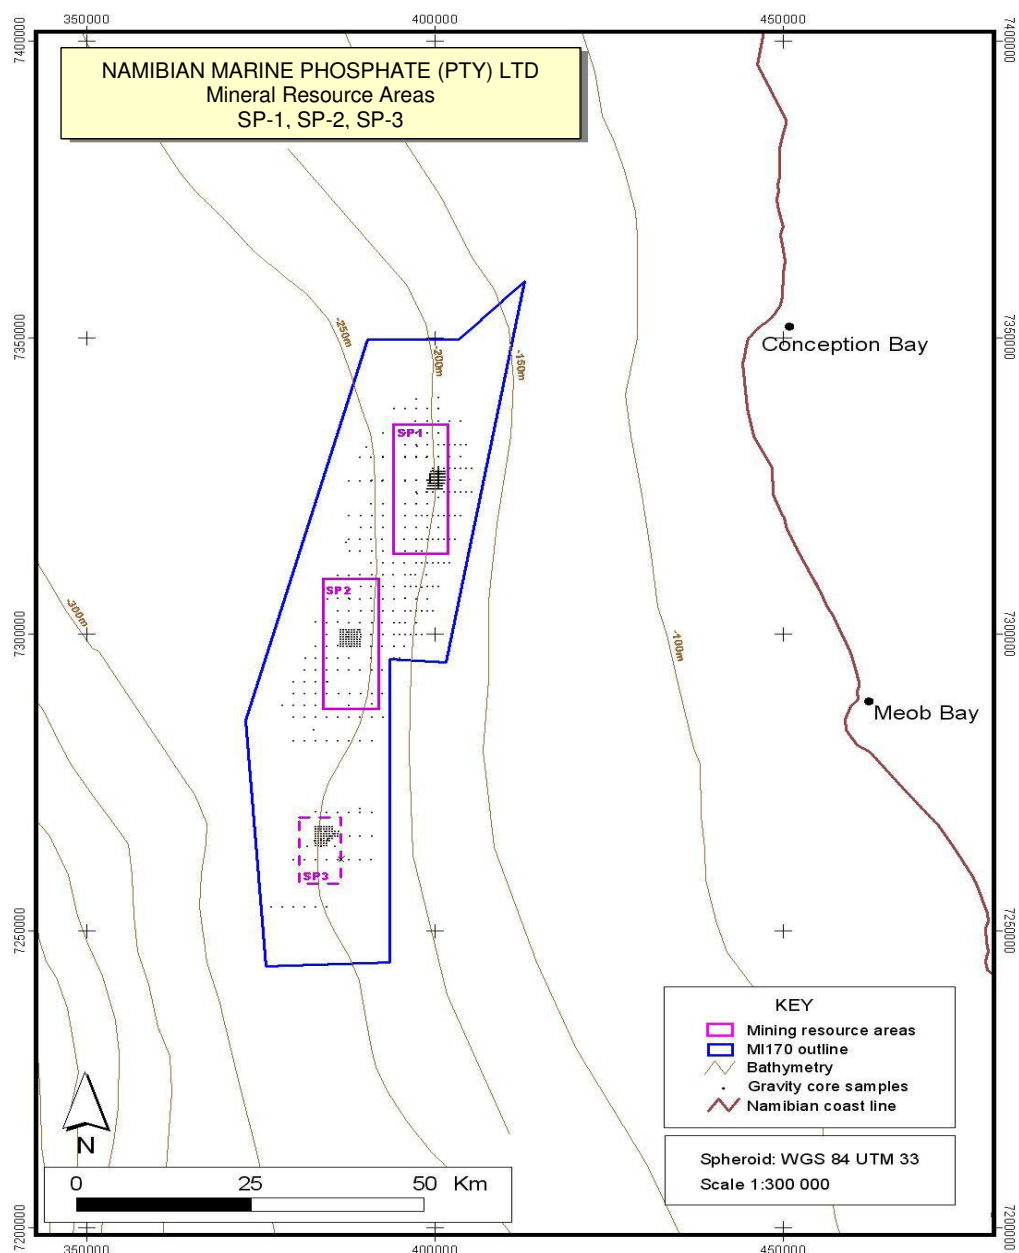 350000
400000
450000
7400000
7400000
NAMIBIAN MARINE PHOSPHATE (PTY) LTD
Mineral Resource Areas
SP-1, SP-2, SP-3
-250m
-200m
-150m
7350000
7350000
Conception Bay
SP1
SP2
-300m
7300000
-100m
7300000
Meob Bay
SP3
7250000
7250000
KEY
Mining resource areas
Ml170 outline
Bathymetry
Gravity core samples
Namibian coast line
N
Spheroid: WGS 84 UTM 33
Scale 1:300 000
0 25 50 Km
7200000
7200000
350000
400000
450000